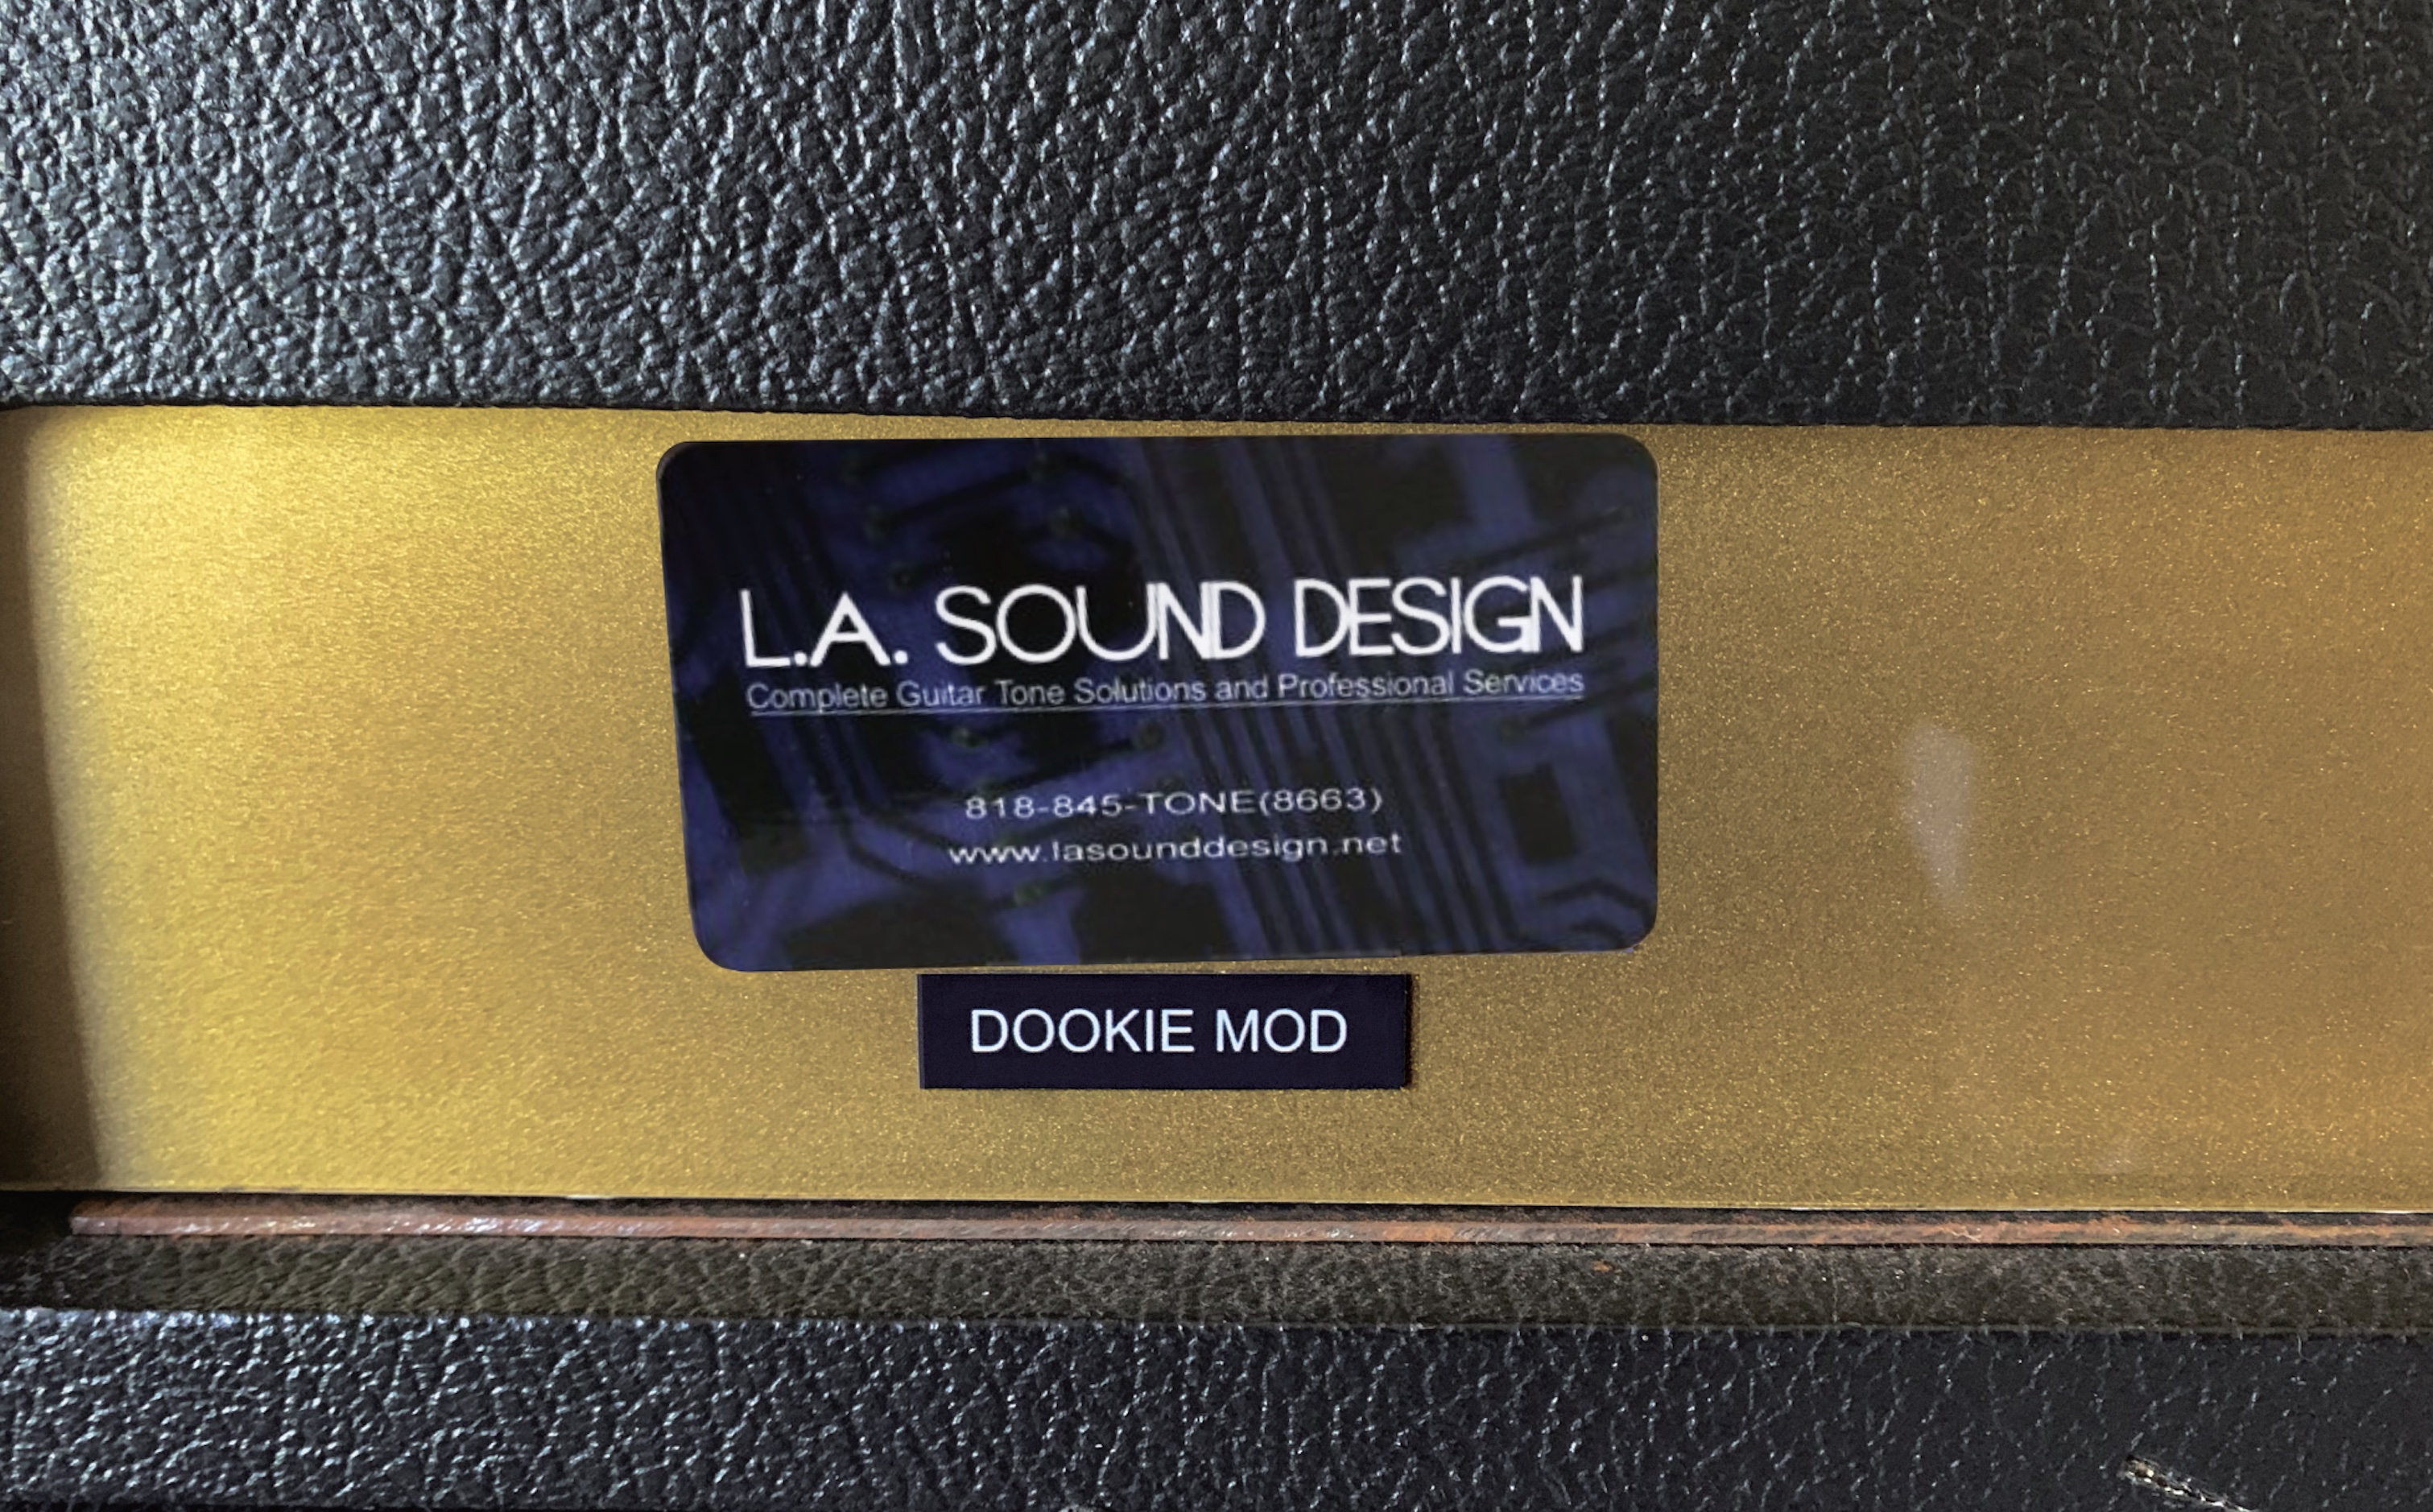 L.A. SOUND DESIGN
Complete Guitar Tone Solutions and Professional Services
818-845-TONE(8663)
www.lasounddesign.net
DOOKIE MOD